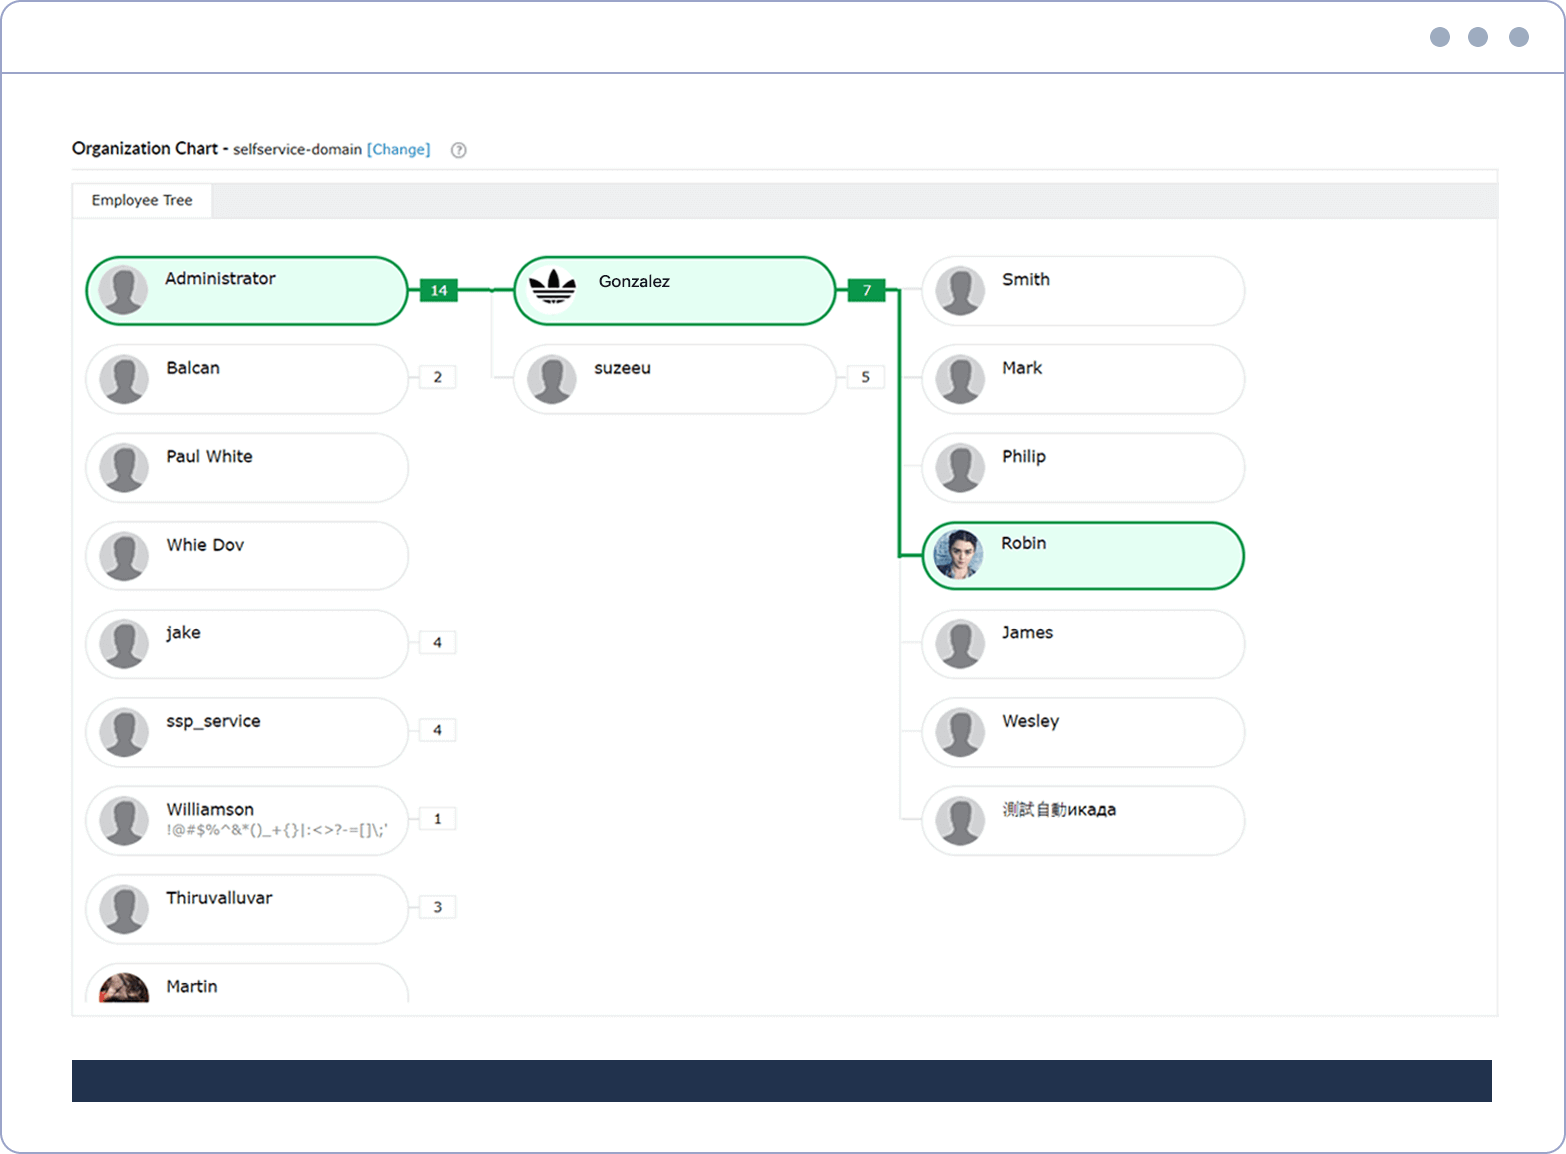 Organization Chart - selfservice-domain [Change] ?
Employee Tree
Administrator
14
Gonzalez
7
Smith
Balcan
2
suzeeu
5
Mark
Paul White
Philip
Whie Dov
Robin
jake
4
James
ssp_service
4
Wesley
Williamson
!@#$%^&*()_+{}|:<>?-=[]\;'
1
測試自動икада
Thiruvalluvar
3
Martin